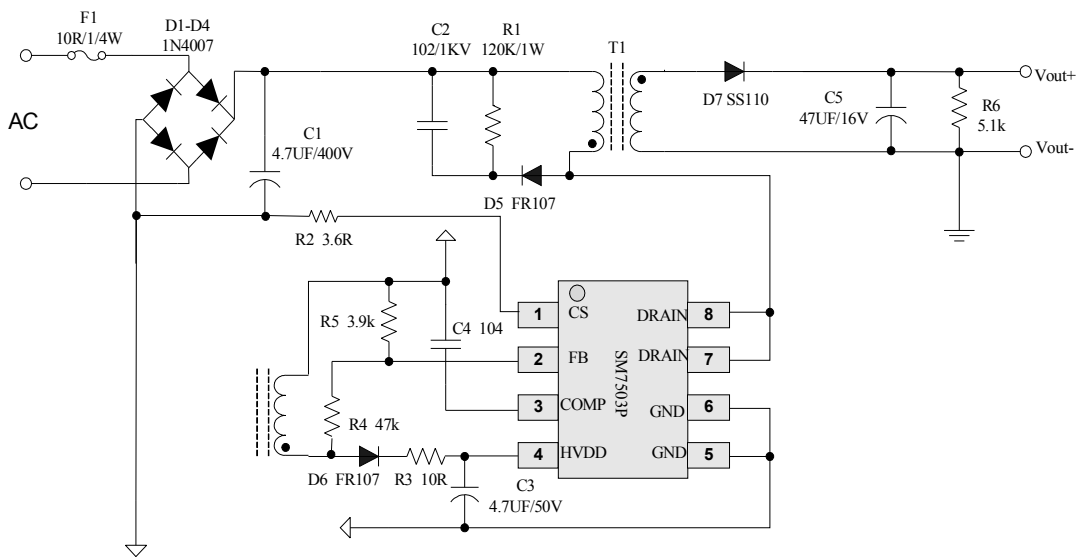 F1
10R/1/4W
D1-D4
1N4007
C2
102/1KV
R1
120K/1W
T1
D7 SS110
C5
47UF/16V
R6
5.1k
Vout+
Vout-
AC
C1
4.7UF/400V
D5 FR107
R2 3.6R
R5 3.9k
C4 104
R4 47k
D6 FR107
R3 10R
C3
4.7UF/50V
1
CS
2
FB
3
COMP
4
HVDD
SM7503P
DRAIN
8
DRAIN
7
GND
6
GND
5